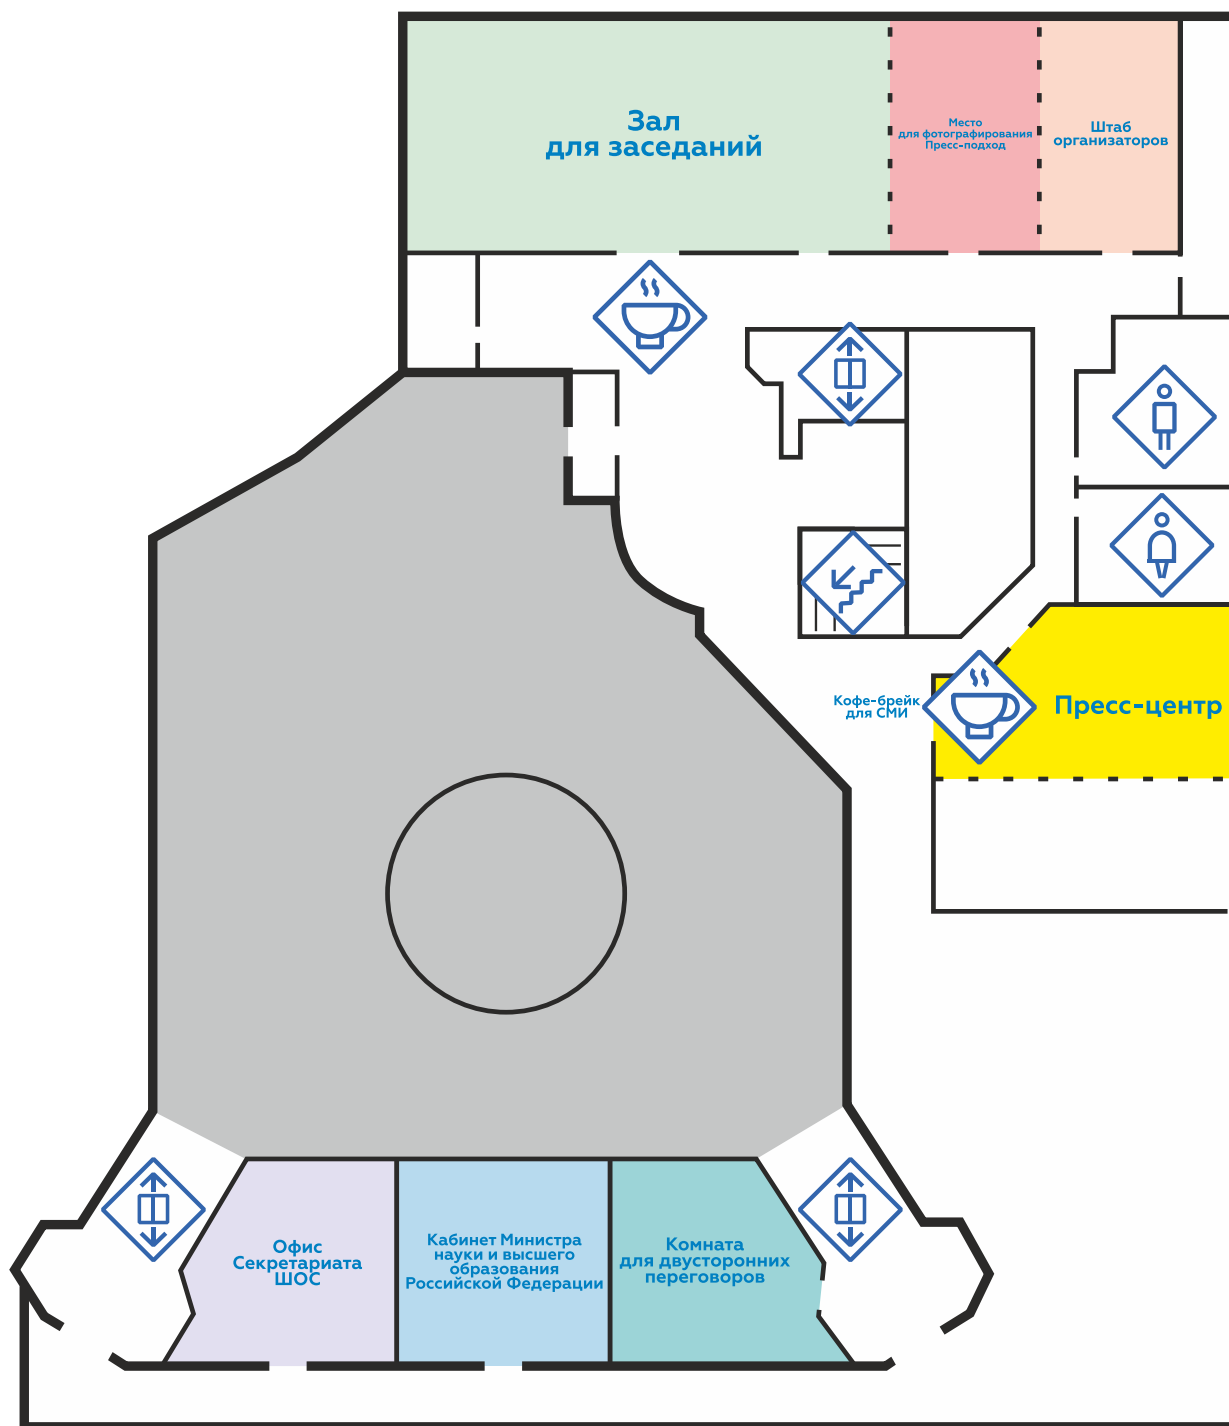 Зал
для заседаний
Место
для фотографирования
Пресс-подход
Штаб
организаторов
Кофе-брейк
для СМИ
Пресс-центр
Офис
Секретариата
ШОС
Кабинет Министра
науки и высшего
образования
Российской Федерации
Комната
для двусторонних
переговоров